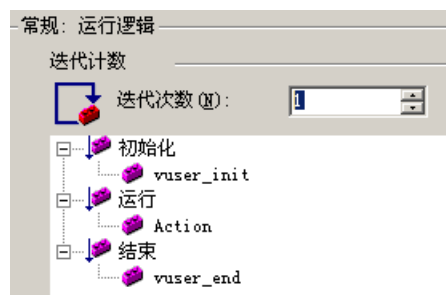 常规: 运行逻辑
迭代计数
迭代次数(N): 1
初始化
vuser_init
运行
Action
结束
vuser_end